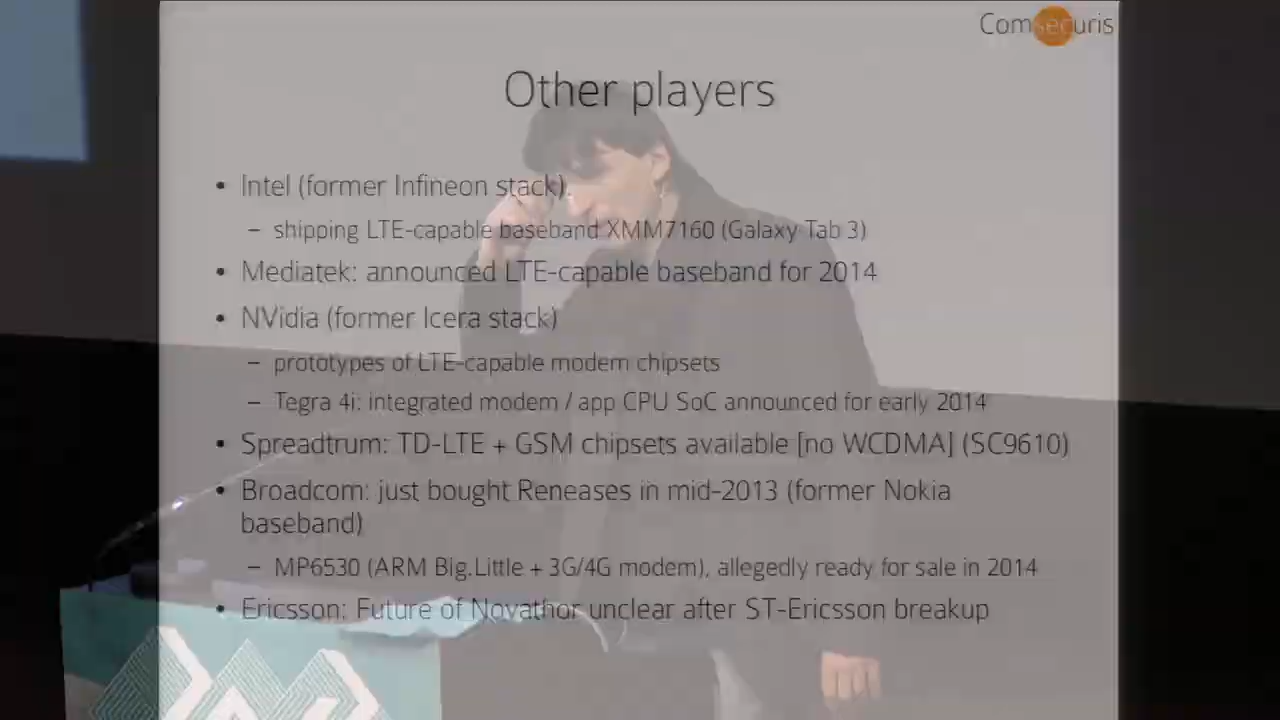 Comsecuris
Other players
• Intel (former Infineon stack).
– shipping LTE-capable baseband XMM7160 (Galaxy Tab 3)
• Mediatek: announced LTE-capable baseband for 2014
• NVidia (former Icera stack)
– prototypes of LTE-capable modem chipsets
– Tegra 4i: integrated modem / app CPU SoC announced for early 2014
• Spreadtrum: TD-LTE + GSM chipsets available [no WCDMA] (SC9610)
• Broadcom: just bought Reneases in mid-2013 (former Nokia
baseband)
– MP6530 (ARM Big.Little + 3G/4G modem), allegedly ready for sale in 2014
• Ericsson: Future of Novathor unclear after ST-Ericsson breakup